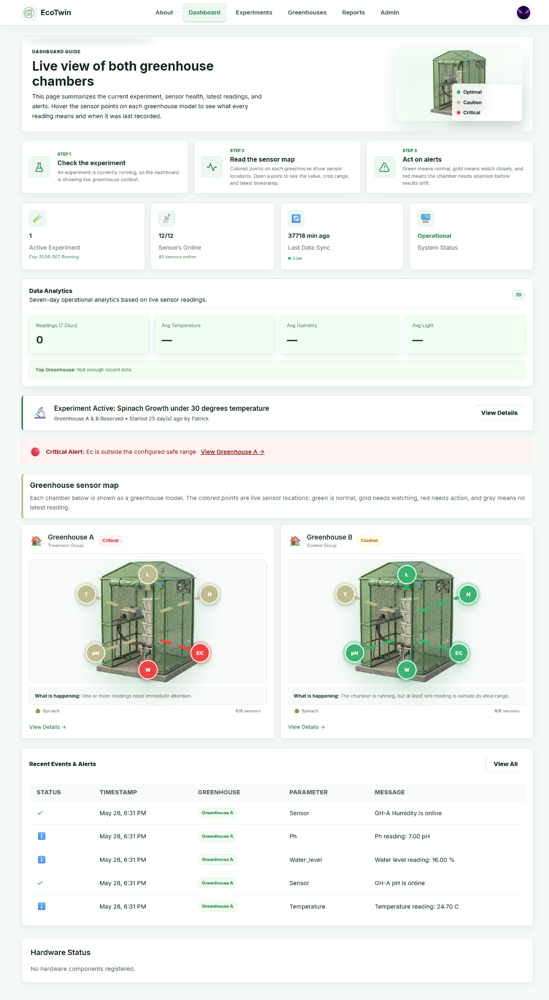 EcoTwin
About
Dashboard
Experiments
Greenhouses
Reports
Admin
DASHBOARD GUIDE
Live view of both greenhouse
chambers
This page summarizes the current experiment, sensor health, latest readings, and
alerts. Hover the sensor points on each greenhouse model to see what every
reading means and when it was last recorded.
Optimal
Caution
Critical
STEP 1
Check the experiment
An experiment is currently running, so the dashboard
is showing live greenhouse context.
STEP 2
Read the sensor map
Colored points on each greenhouse show sensor
locations. Open a point to see the value, crop range,
and latest timestamp.
STEP 3
Act on alerts
Green means normal, gold means watch closely, and
red means the chamber needs attention before
results drift.
1
Active Experiment
Exp-2026-002 Running
12/12
Sensors Online
All sensors online
37718 min ago
Last Data Sync
Live
Operational
System Status
Data Analytics
Seven-day operational analytics based on live sensor readings.
7D
Readings (7 Days)
0
Avg Temperature
—
Avg Humidity
—
Avg Light
—
Top Greenhouse: Not enough recent data
Experiment Active: Spinach Growth under 30 degrees temperature
Greenhouse A & B Reserved • Started 25 day(s) ago by Patrick
View Details
Critical Alert: Ec is outside the configured safe range View Greenhouse A →
Greenhouse sensor map
Each chamber below is shown as a greenhouse model. The colored points are live sensor locations: green is normal, gold needs watching, red needs action, and gray means no
latest reading.
Greenhouse A
Treatment Group
Critical
L
T
H
pH
EC
W
What is happening: One or more readings need immediate attention.
Spinach
6/6 sensors
View Details →
Greenhouse B
Control Group
Caution
L
T
H
pH
EC
W
What is happening: The chamber is running, but at least one reading is outside its ideal range.
Spinach
6/6 sensors
View Details →
Recent Events & Alerts
View All
STATUS TIMESTAMP GREENHOUSE PARAMETER MESSAGE
✓ May 28, 6:31 PM Greenhouse A Sensor GH-A Humidity is online
i May 28, 6:31 PM Greenhouse A Ph Ph reading: 7.00 pH
i May 28, 6:31 PM Greenhouse A Water_level Water level reading: 16.00 %
✓ May 28, 6:31 PM Greenhouse A Sensor GH-A pH is online
i May 28, 6:31 PM Greenhouse A Temperature Temperature reading: 24.70 C
Hardware Status
No hardware components registered.